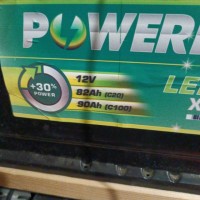 POWER
LE
X
+30%
POWER
12V
82Ah (C20)
90Ah (C100)